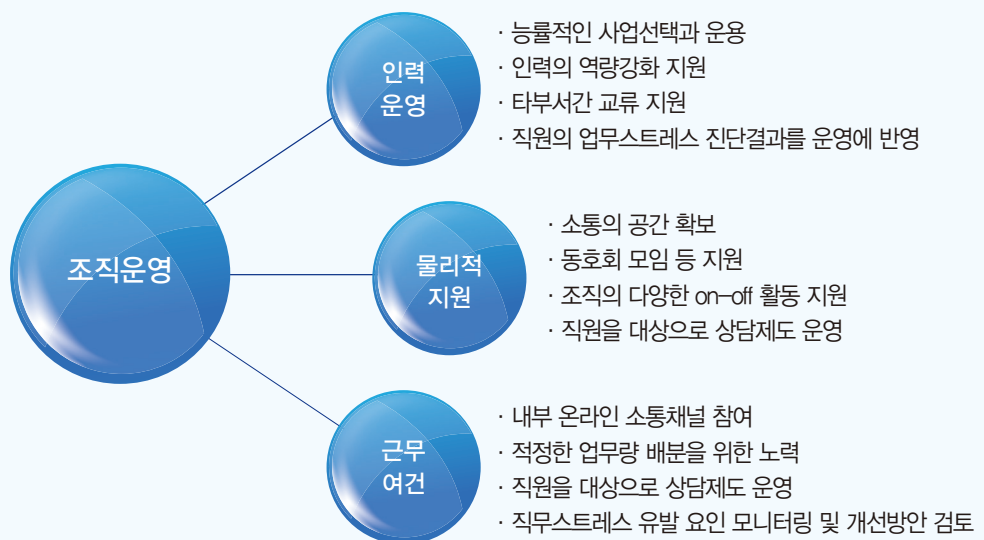 인력
운영
· 능률적인 사업선택과 운용
· 인력의 역량강화 지원
· 타부서간 교류 지원
· 직원의 업무스트레스 진단결과를 운영에 반영
조직운영
물리적
지원
· 소통의 공간 확보
· 동호회 모임 등 지원
· 조직의 다양한 on-off 활동 지원
· 직원을 대상으로 상담제도 운영
근무
여건
· 내부 온라인 소통채널 참여
· 적정한 업무량 배분을 위한 노력
· 직원을 대상으로 상담제도 운영
· 직무스트레스 유발 요인 모니터링 및 개선방안 검토